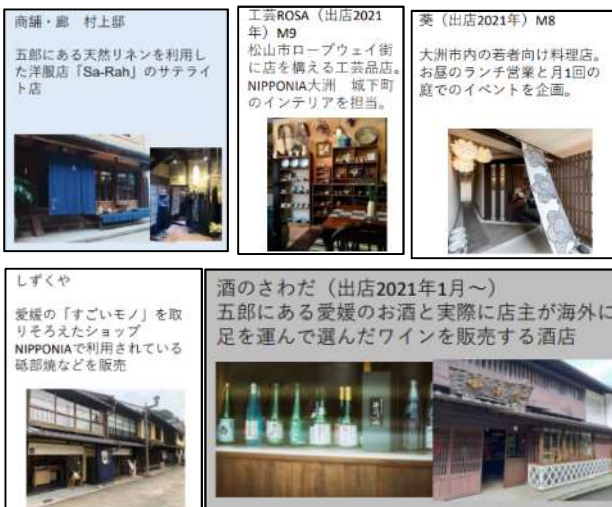 商舗・廊　村上邸
五郎にある天然リネンを利用し
た洋服店「Sa-Rah」のサテライ
ト店
工芸ROSA（出店2021
年）M9
松山市ロープウェイ街
に店を構える工芸品店。
NIPPONIA大洲　城下町
のインテリアを担当。
葵（出店2021年）M8
大洲市内の若者向け料理店。
お昼のランチ営業と月1回の
庭でのイベントを企画。
しずくや
愛媛の「すごいモノ」を取
りそろえたショップ
NIPPONIAで利用されている
砥部焼などを販売
酒のさわだ（出店2021年1月～）
五郎にある愛媛のお酒と実際に店主が海外に
足を運んで選んだワインを販売する酒店